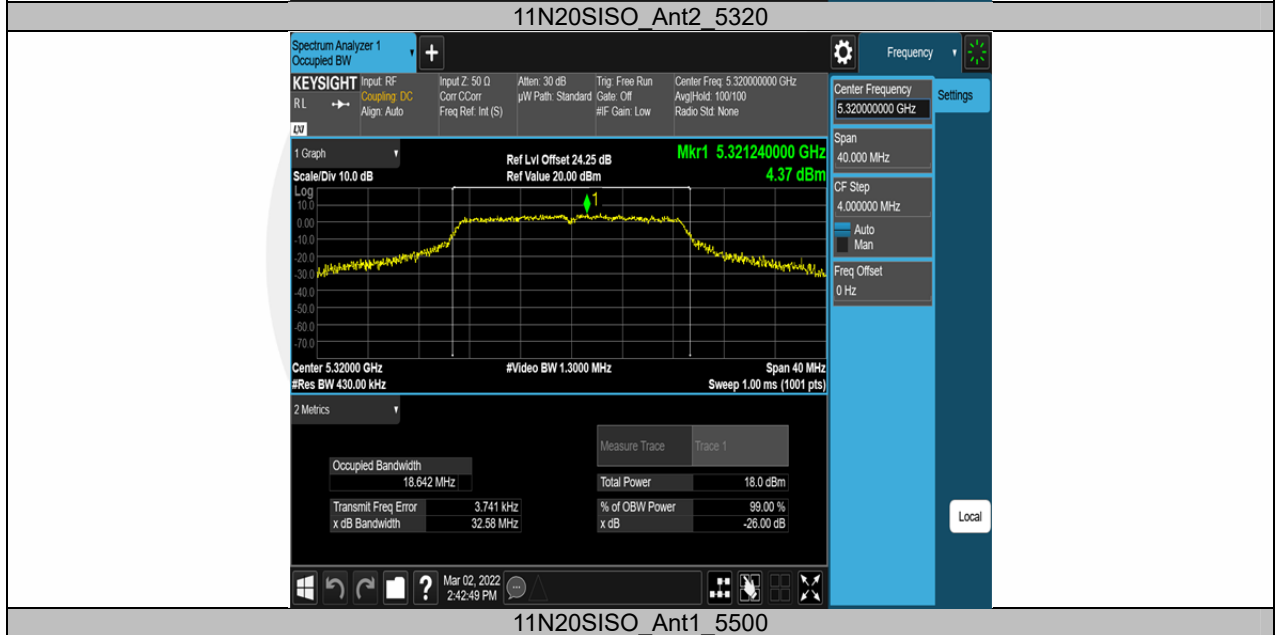 11N20SISO_Ant2_5320
Spectrum Analyzer 1
Occupied BW
+
Frequency
KEYSIGHT
RL
LXI
Input: RF
Coupling: DC
Align: Auto
Input Z: 50 Ω
Corr CCorr
Freq Ref: Int (S)
Atten: 30 dB
µW Path: Standard
Trig: Free Run
Gate: Off
#IF Gain: Low
Center Freq: 5.320000000 GHz
Avg|Hold: 100/100
Radio Std: None
Center Frequency
5.320000000 GHz
Settings
Span
40.000 MHz
CF Step
4.000000 MHz
Auto
Man
Freq Offset
0 Hz
1 Graph
Scale/Div 10.0 dB
Ref Lvl Offset 24.25 dB
Ref Value 20.00 dBm
Mkr1 5.321240000 GHz
4.37 dBm
Log
10.0
0.00
-10.0
-20.0
-30.0
-40.0
-50.0
-60.0
-70.0
1
Center 5.32000 GHz
#Video BW 1.3000 MHz
Span 40 MHz
#Res BW 430.00 kHz
Sweep 1.00 ms (1001 pts)
2 Metrics
Measure Trace Trace 1
Occupied Bandwidth
18.642 MHz
Total Power 18.0 dBm
Transmit Freq Error 3.741 kHz
% of OBW Power 99.00 %
x dB Bandwidth 32.58 MHz
x dB -26.00 dB
Local
?
Mar 02, 2022
2:42:49 PM
11N20SISO_Ant1_5500